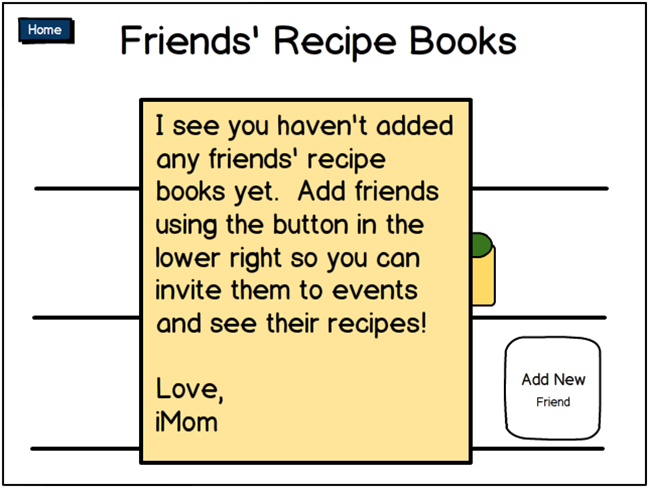 Home
Friends' Recipe Books
I see you haven't added
any friends' recipe
books yet.  Add friends
using the button in the
lower right so you can
invite them to events
and see their recipes!
Love,
iMom
Add New
Friend